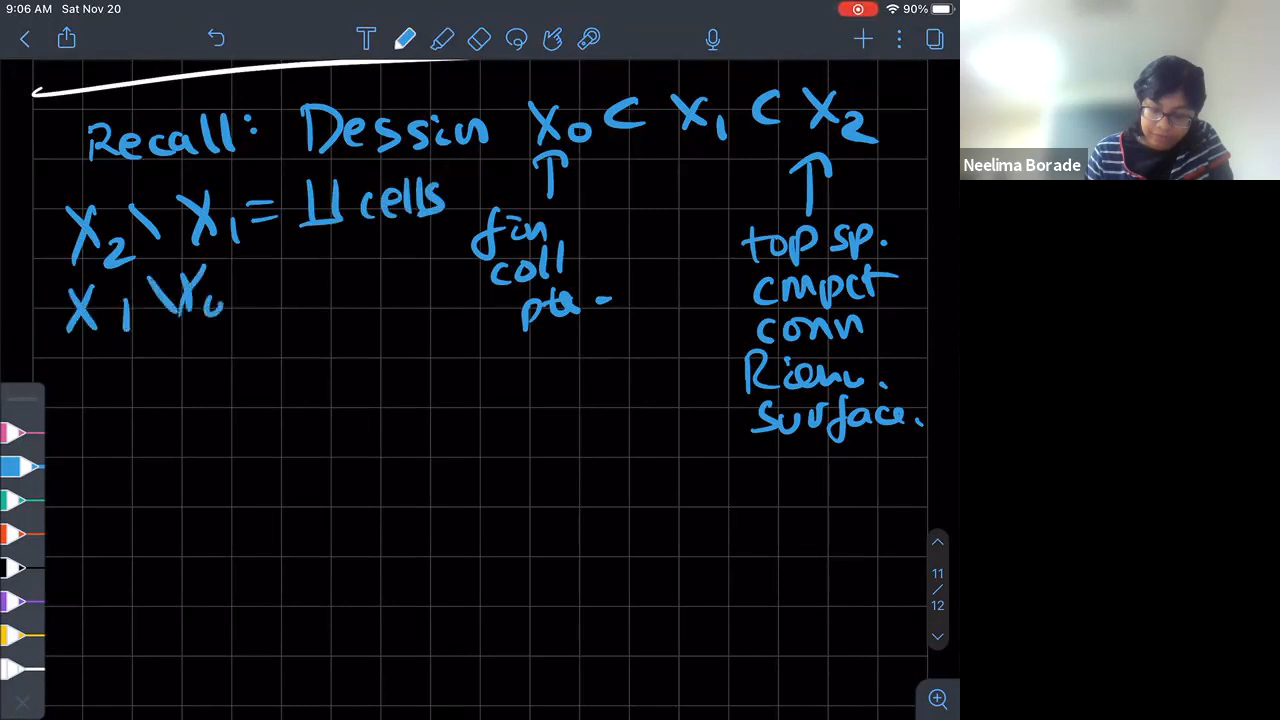 9:06 AM Sat Nov 20
90%
Recall: Dessin X₀ ⊂ X₁ ⊂ X₂
X₂ \ X₁ = ⊔ cells
X₁ \ X₀
fin
coll
pts.
top sp.
cmpct
conn
Riem.
surface.
Neelima Borade
11
/
12